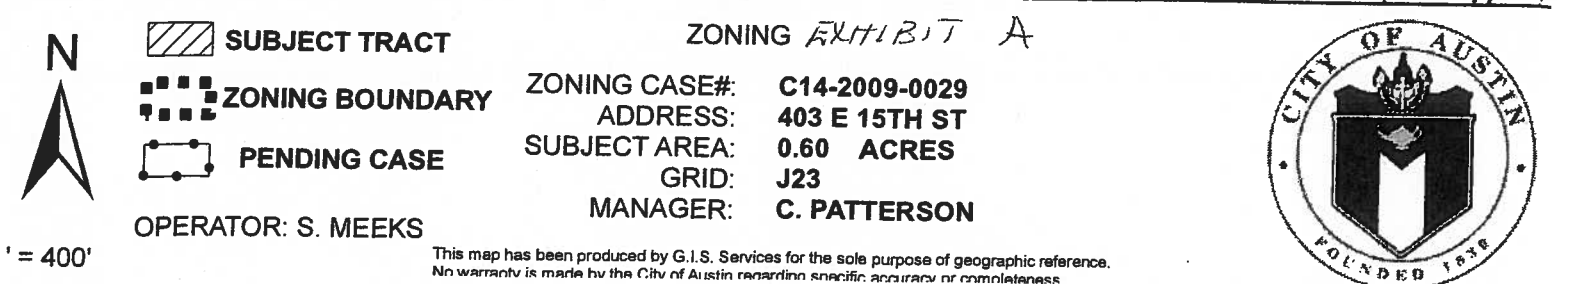 N
SUBJECT TRACT
ZONING BOUNDARY
PENDING CASE
OPERATOR: S. MEEKS
' = 400'
ZONING EXHIBIT A
ZONING CASE#: C14-2009-0029
ADDRESS: 403 E 15TH ST
SUBJECT AREA: 0.60 ACRES
GRID: J23
MANAGER: C. PATTERSON
This map has been produced by G.I.S. Services for the sole purpose of geographic reference.
No warranty is made by the City of Austin regarding specific accuracy or completeness.
CITY OF AUSTIN
FOUNDED 1839